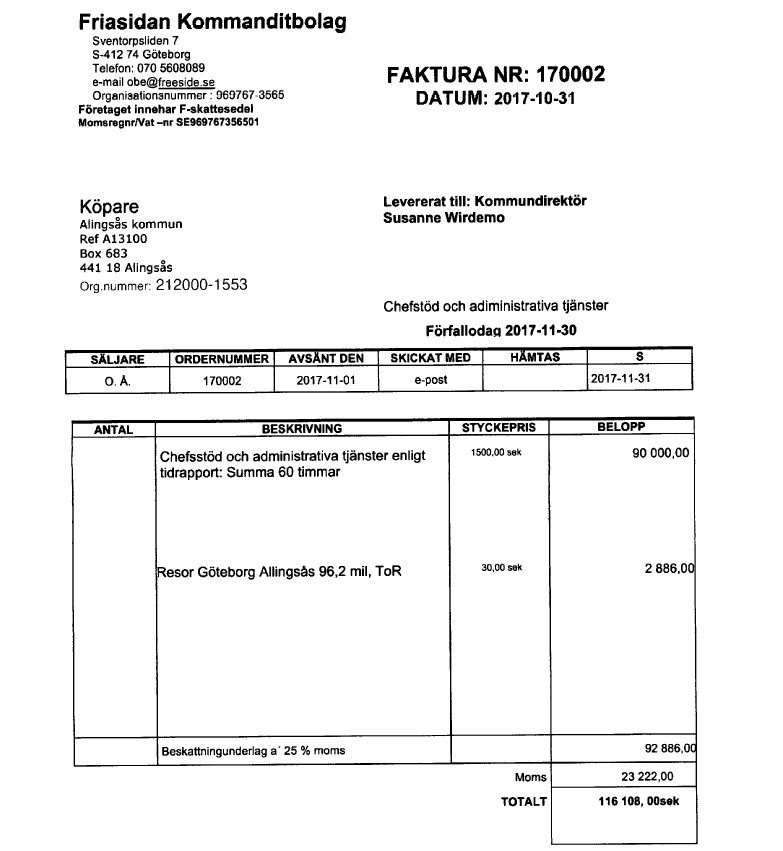 Friasidan Kommanditbolag
Sventorpsliden 7
S-412 74 Göteborg
Telefon: 070 5608089
e-mail obe@freeside.se
Organisationsnummer : 969767-3565
Företaget innehar F-skattesedel
Momsregnr/Vat –nr SE969767356501
FAKTURA NR: 170002
DATUM: 2017-10-31
Köpare
Alingsås kommun
Ref A13100
Box 683
441 18 Alingsås
Org.nummer: 212000-1553
Levererat till: Kommundirektör
Susanne Wirdemo
Chefstöd och adiministrativa tjänster
Förfallodag 2017-11-30
SÄLJARE ORDERNUMMER AVSÄNT DEN SKICKAT MED HÄMTAS S
O. Å. 170002 2017-11-01 e-post 2017-11-31
ANTAL BESKRIVNING STYCKEPRIS BELOPP
Chefsstöd och administrativa tjänster enligt 1500,00 sek 90 000,00
tidrapport: Summa 60 timmar
Resor Göteborg Allingsås 96,2 mil, ToR 30,00 sek 2 886,00
Beskattningunderlag a´ 25 % moms 92 886,00
Moms 23 222,00
TOTALT 116 108, 00sek